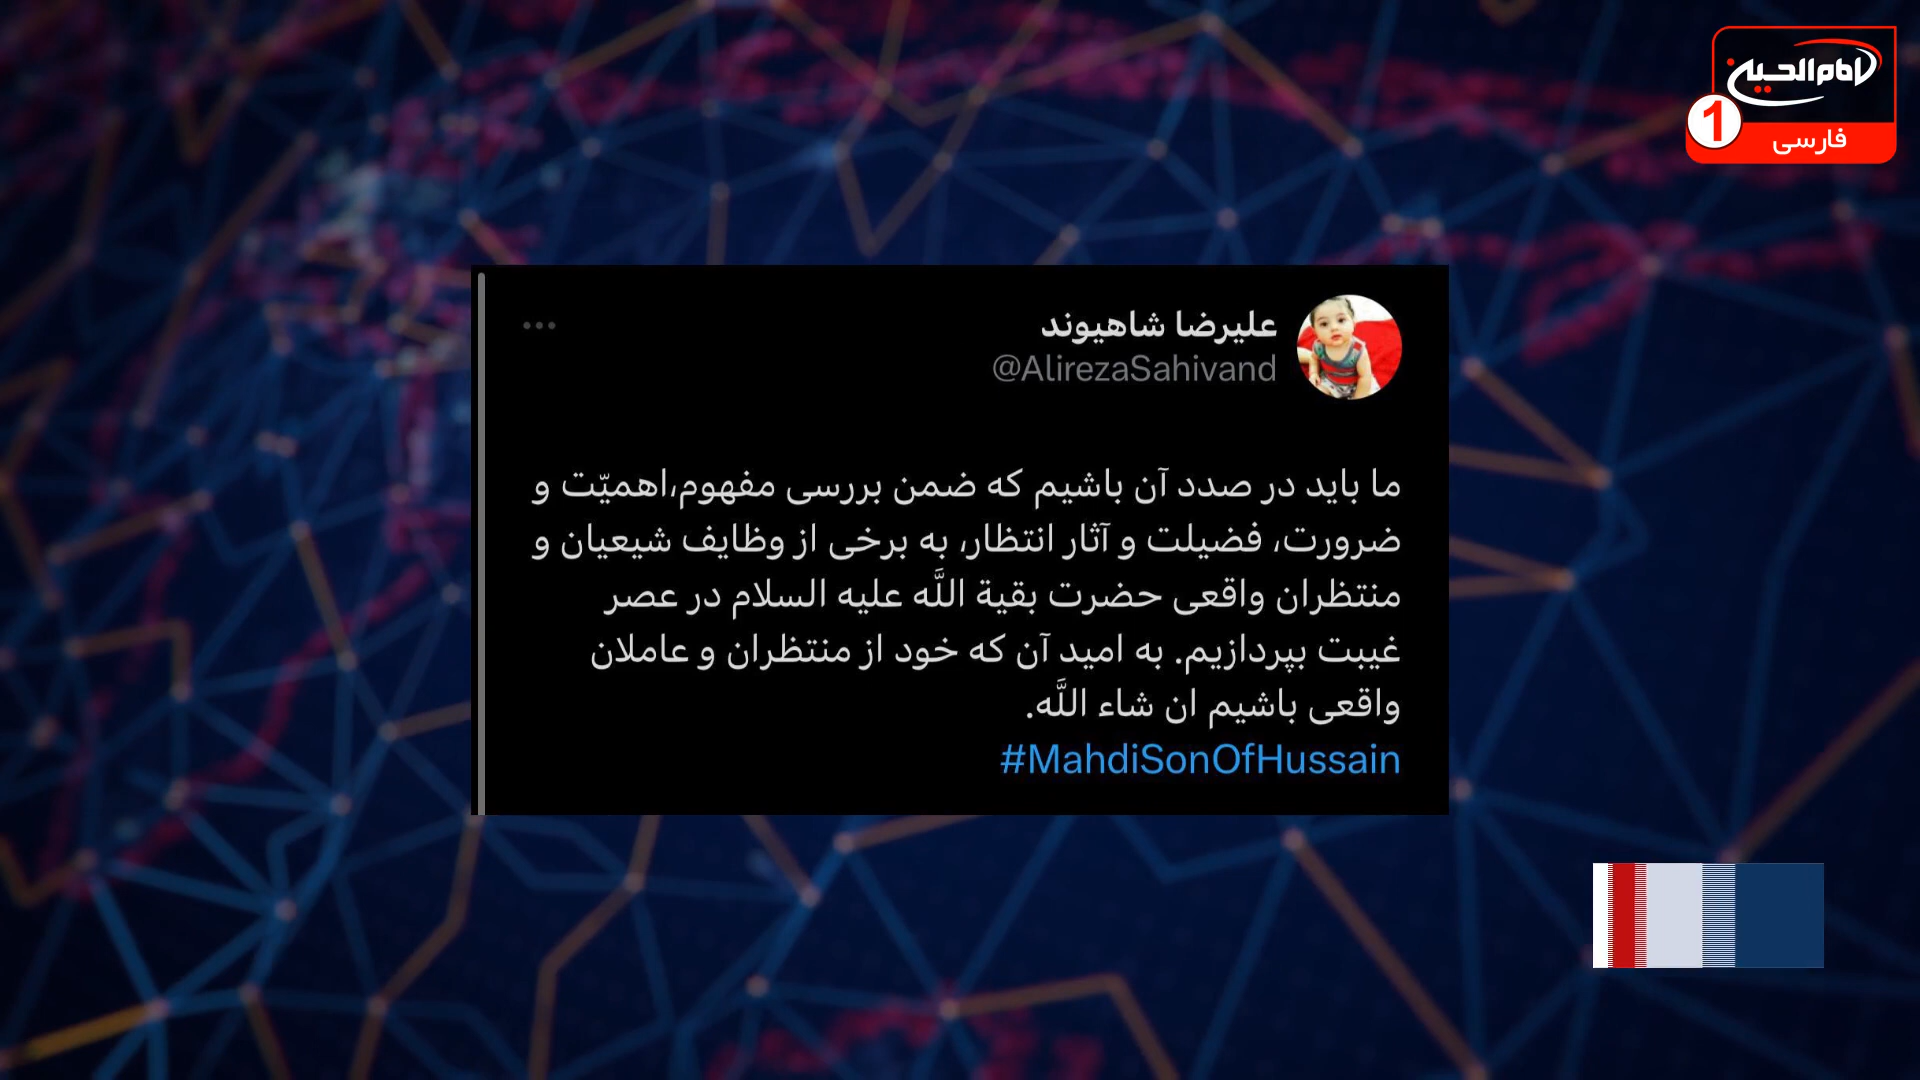 امام الحسین
1
فارسی
علیرضا شاهیوند
@AlirezaSahivand
ما باید در صدد آن باشیم که ضمن بررسی مفهوم،اهمیّت و
ضرورت، فضیلت و آثار انتظار، به برخی از وظایف شیعیان و
منتظران واقعی حضرت بقیة اللَّه علیه السلام در عصر
غیبت بپردازیم. به امید آن که خود از منتظران و عاملان
واقعی باشیم ان شاء اللَّه.
#MahdiSonOfHussain